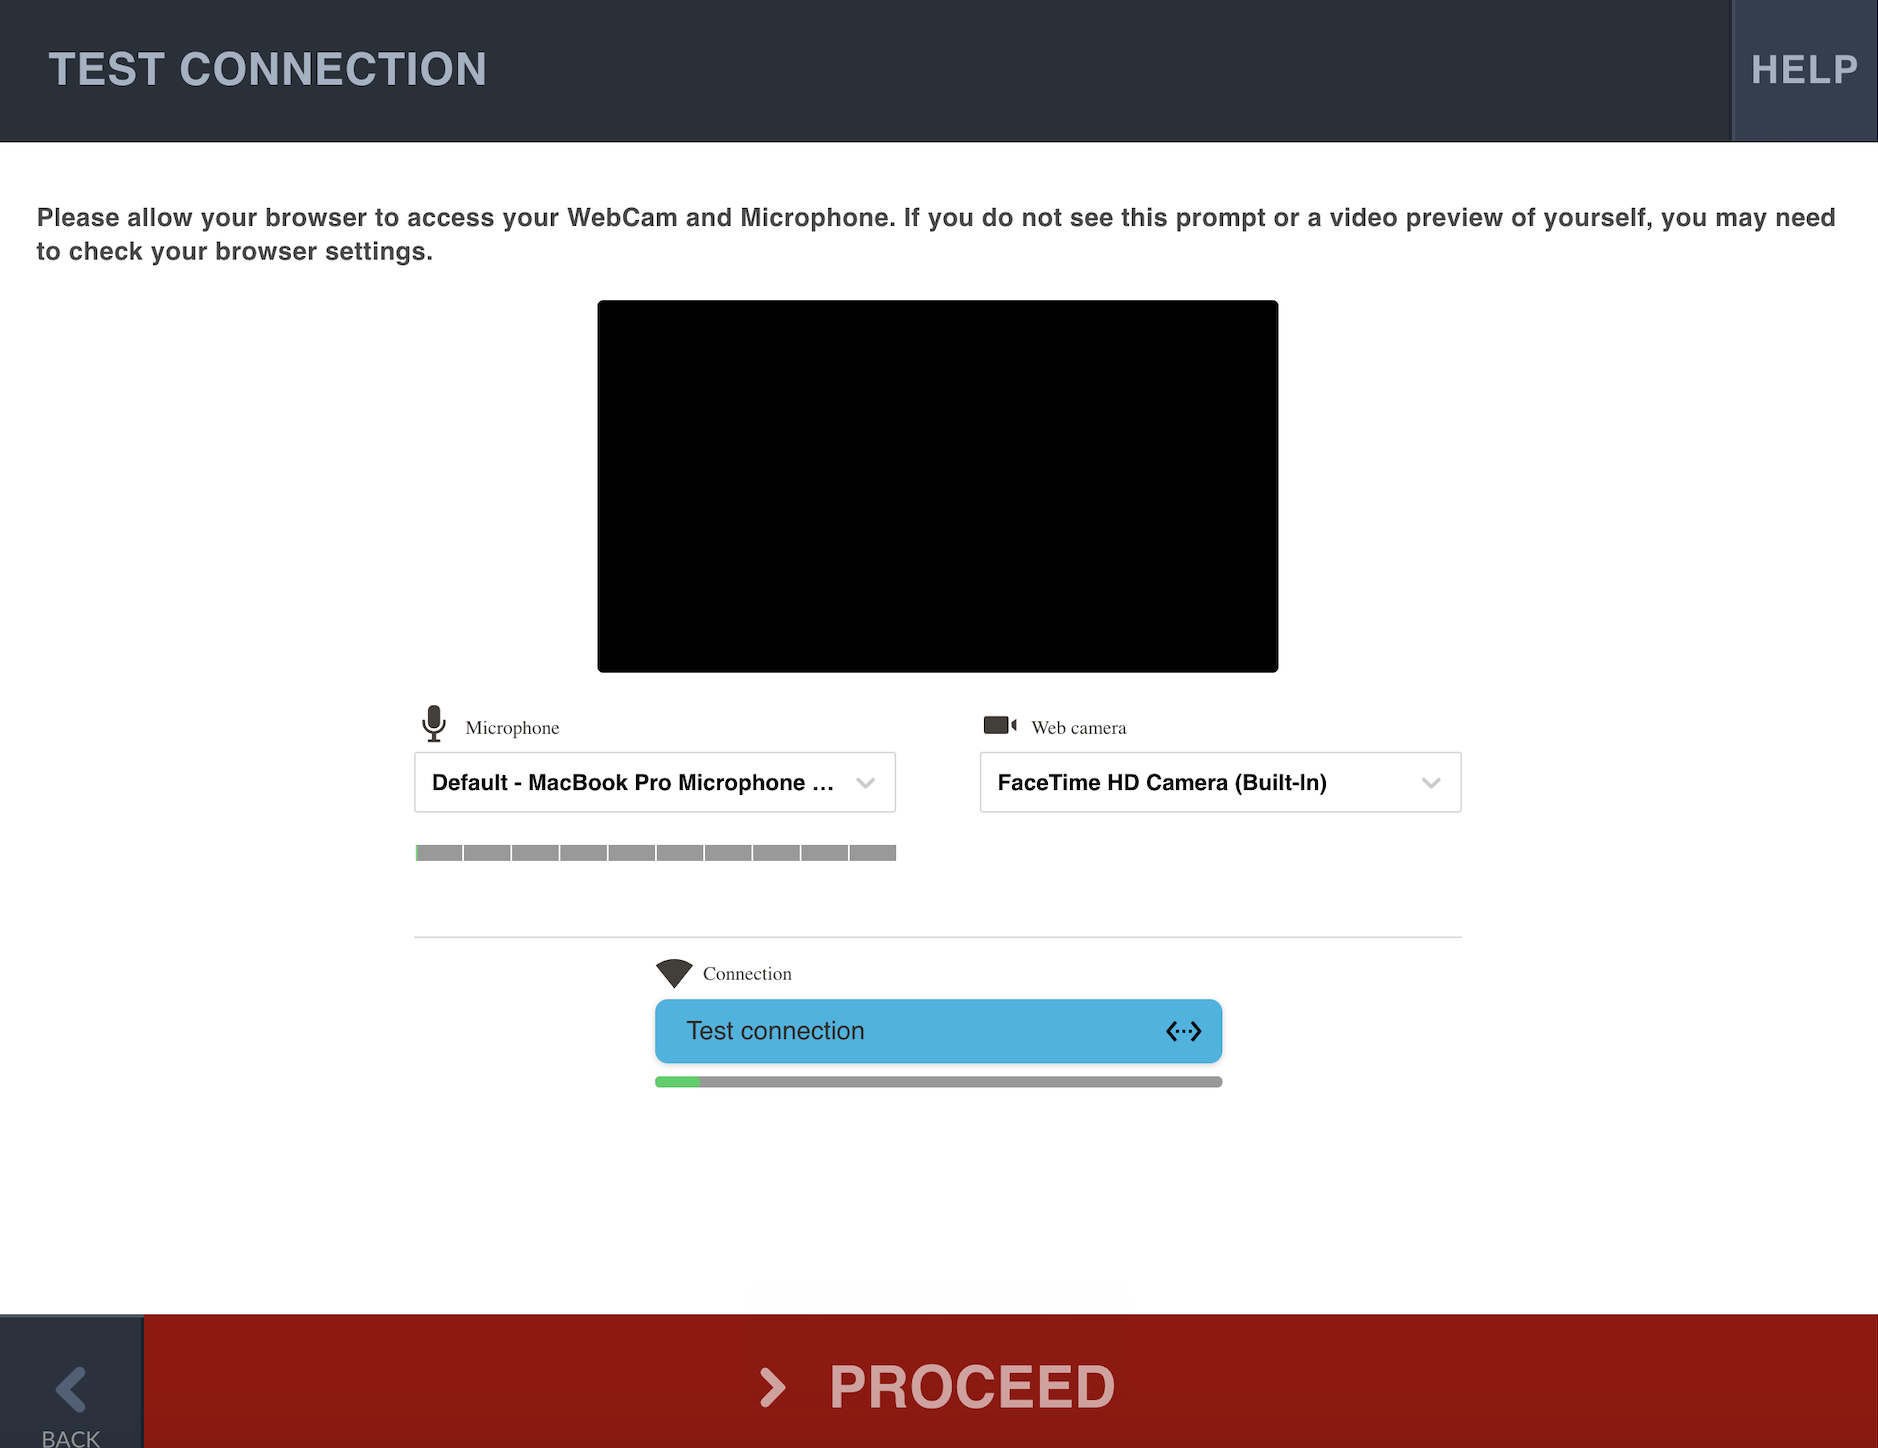 TEST CONNECTION
HELP
Please allow your browser to access your WebCam and Microphone. If you do not see this prompt or a video preview of yourself, you may need
to check your browser settings.
Microphone
Web camera
Default - MacBook Pro Microphone ...
FaceTime HD Camera (Built-In)
Connection
Test connection
PROCEED
BACK